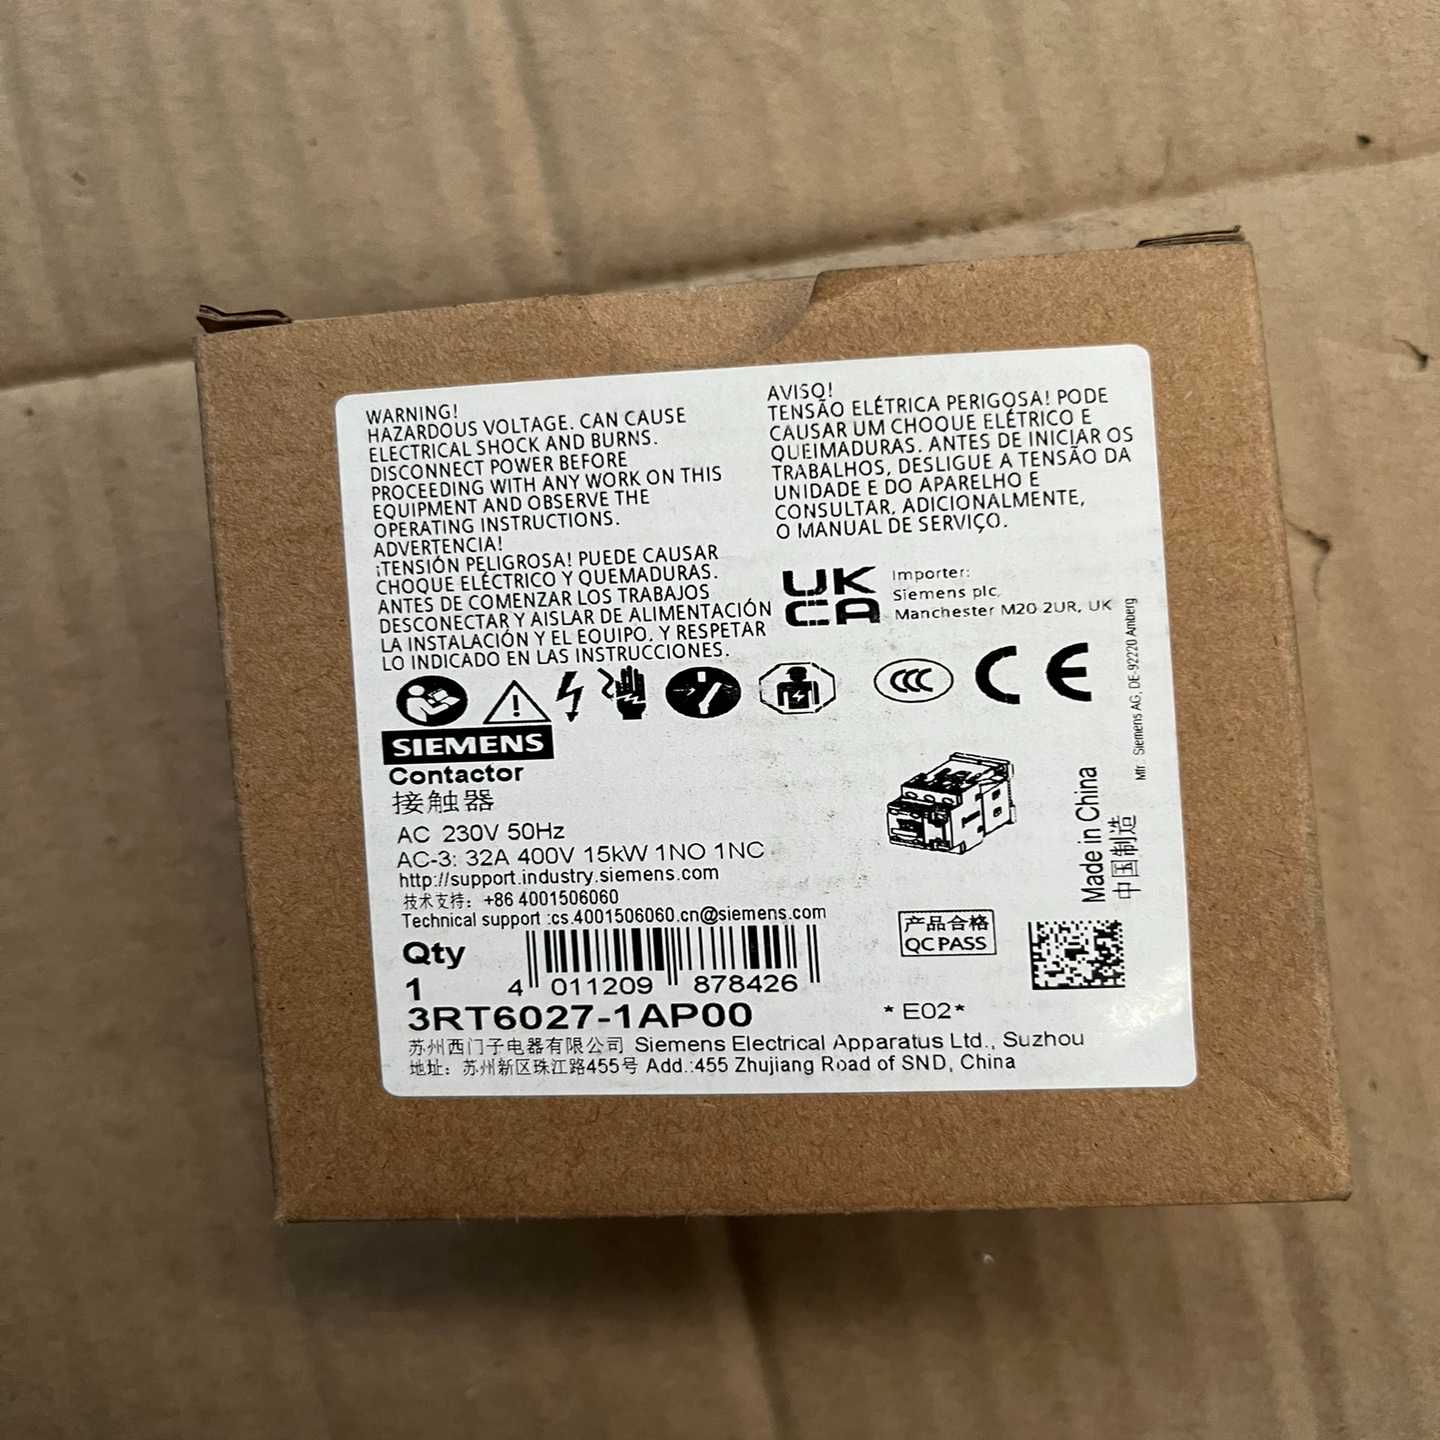 WARNING!
HAZARDOUS VOLTAGE. CAN CAUSE
ELECTRICAL SHOCK AND BURNS.
DISCONNECT POWER BEFORE
PROCEEDING WITH ANY WORK ON THIS
EQUIPMENT AND OBSERVE THE
OPERATING INSTRUCTIONS.
ADVERTENCIA!
¡TENSIÓN PELIGROSA! PUEDE CAUSAR
CHOQUE ELÉCTRICO Y QUEMADURAS.
ANTES DE COMENZAR LOS TRABAJOS
DESCONECTAR Y AISLAR DE ALIMENTACIÓN
LA INSTALACIÓN Y EL EQUIPO. Y RESPETAR
LO INDICADO EN LAS INSTRUCCIONES.
AVISO!
TENSÃO ELÉTRICA PERIGOSA! PODE
CAUSAR UM CHOQUE ELÉTRICO E
QUEIMADURAS. ANTES DE INICIAR OS
TRABALHOS, DESLIGUE A TENSÃO DA
UNIDADE E DO APARELHO E
CONSULTAR, ADICIONALMENTE,
O MANUAL DE SERVIÇO.
UK
CA
Importer:
Siemens plc,
Manchester M20 2UR, UK
CCC
CE
Mfr.: Siemens AG, DE-92220 Amberg
SIEMENS
Contactor
接触器
AC 230V 50Hz
AC-3: 32A 400V 15kW 1NO 1NC
http://support.industry.siemens.com
技术支持：+86 4001506060
Technical support :cs.4001506060.cn@siemens.com
Made in China
中国制造
产品合格
QC PASS
Qty
1
4 011209 878426
3RT6027-1AP00
*E02*
苏州西门子电器有限公司 Siemens Electrical Apparatus Ltd., Suzhou
地址：苏州新区珠江路455号 Add.:455 Zhujiang Road of SND, China